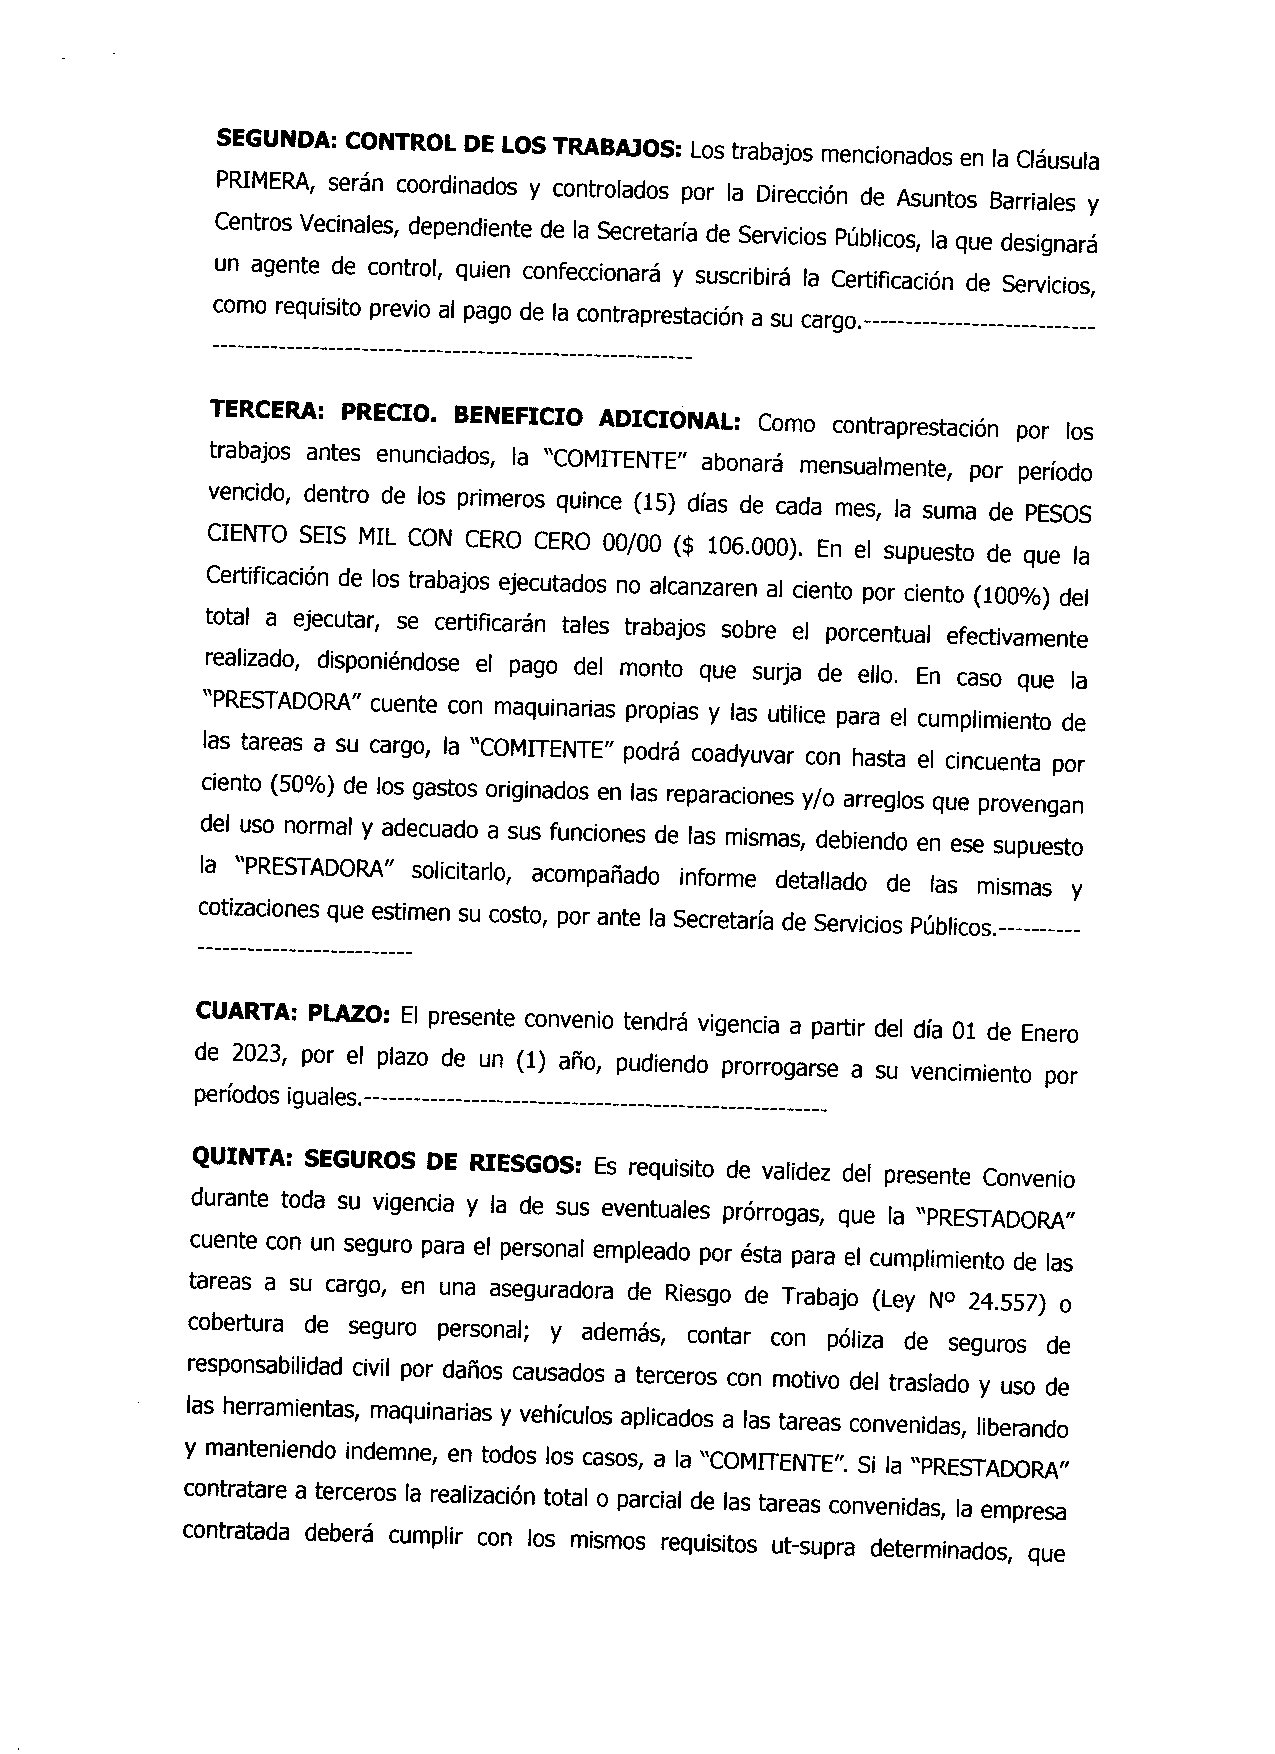 SEGUNDA: CONTROL DE LOS TRABAJOS: Los trabajos mencionados en la Cláusula
PRIMERA, serán coordinados y controlados por la Dirección de Asuntos Barriales y
Centros Vecinales, dependiente de la Secretaría de Servicios Públicos, la que designará
un agente de control, quien confeccionará y suscribirá la Certificación de Servicios,
como requisito previo al pago de la contraprestación a su cargo.----------------------------
----------------------------------------------------------
TERCERA: PRECIO. BENEFICIO ADICIONAL: Como contraprestación por los
trabajos antes enunciados, la "COMITENTE" abonará mensualmente, por período
vencido, dentro de los primeros quince (15) días de cada mes, la suma de PESOS
CIENTO SEIS MIL CON CERO CERO 00/00 ($ 106.000). En el supuesto de que la
Certificación de los trabajos ejecutados no alcanzaren al ciento por ciento (100%) del
total a ejecutar, se certificarán tales trabajos sobre el porcentual efectivamente
realizado, disponiéndose el pago del monto que surja de ello. En caso que la
"PRESTADORA" cuente con maquinarias propias y las utilice para el cumplimiento de
las tareas a su cargo, la "COMITENTE" podrá coadyuvar con hasta el cincuenta por
ciento (50%) de los gastos originados en las reparaciones y/o arreglos que provengan
del uso normal y adecuado a sus funciones de las mismas, debiendo en ese supuesto
la "PRESTADORA" solicitarlo, acompañado informe detallado de las mismas y
cotizaciones que estimen su costo, por ante la Secretaría de Servicios Públicos.----------
--------------------------
CUARTA: PLAZO: El presente convenio tendrá vigencia a partir del día 01 de Enero
de 2023, por el plazo de un (1) año, pudiendo prorrogarse a su vencimiento por
períodos iguales.--------------------------------------------------------
QUINTA: SEGUROS DE RIESGOS: Es requisito de validez del presente Convenio
durante toda su vigencia y la de sus eventuales prórrogas, que la "PRESTADORA"
cuente con un seguro para el personal empleado por ésta para el cumplimiento de las
tareas a su cargo, en una aseguradora de Riesgo de Trabajo (Ley Nº 24.557) o
cobertura de seguro personal; y además, contar con póliza de seguros de
responsabilidad civil por daños causados a terceros con motivo del traslado y uso de
las herramientas, maquinarias y vehículos aplicados a las tareas convenidas, liberando
y manteniendo indemne, en todos los casos, a la "COMITENTE". Si la "PRESTADORA"
contratare a terceros la realización total o parcial de las tareas convenidas, la empresa
contratada deberá cumplir con los mismos requisitos ut-supra determinados, que